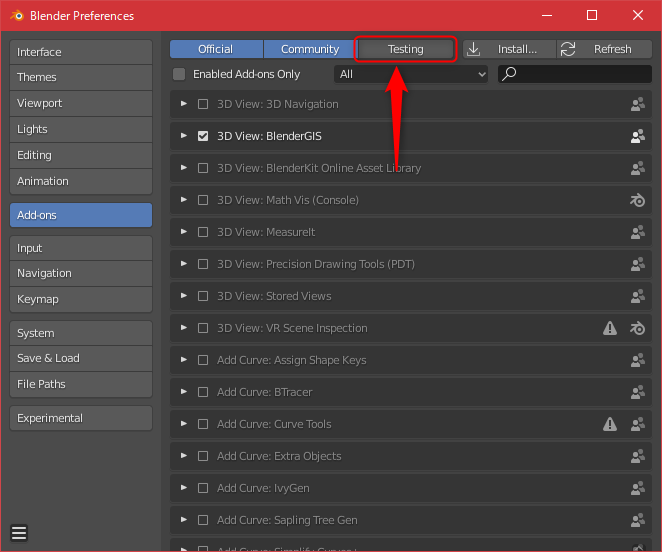 Blender Preferences
Interface
Themes
Viewport
Lights
Editing
Animation
Add-ons
Input
Navigation
Keymap
System
Save & Load
File Paths
Experimental
Official Community Testing Install... Refresh
Enabled Add-ons Only All
3D View: 3D Navigation
3D View: BlenderGIS
3D View: BlenderKit Online Asset Library
3D View: Math Vis (Console)
3D View: MeasureIt
3D View: Precision Drawing Tools (PDT)
3D View: Stored Views
3D View: VR Scene Inspection
Add Curve: Assign Shape Keys
Add Curve: BTracer
Add Curve: Curve Tools
Add Curve: Extra Objects
Add Curve: IvyGen
Add Curve: Sapling Tree Gen